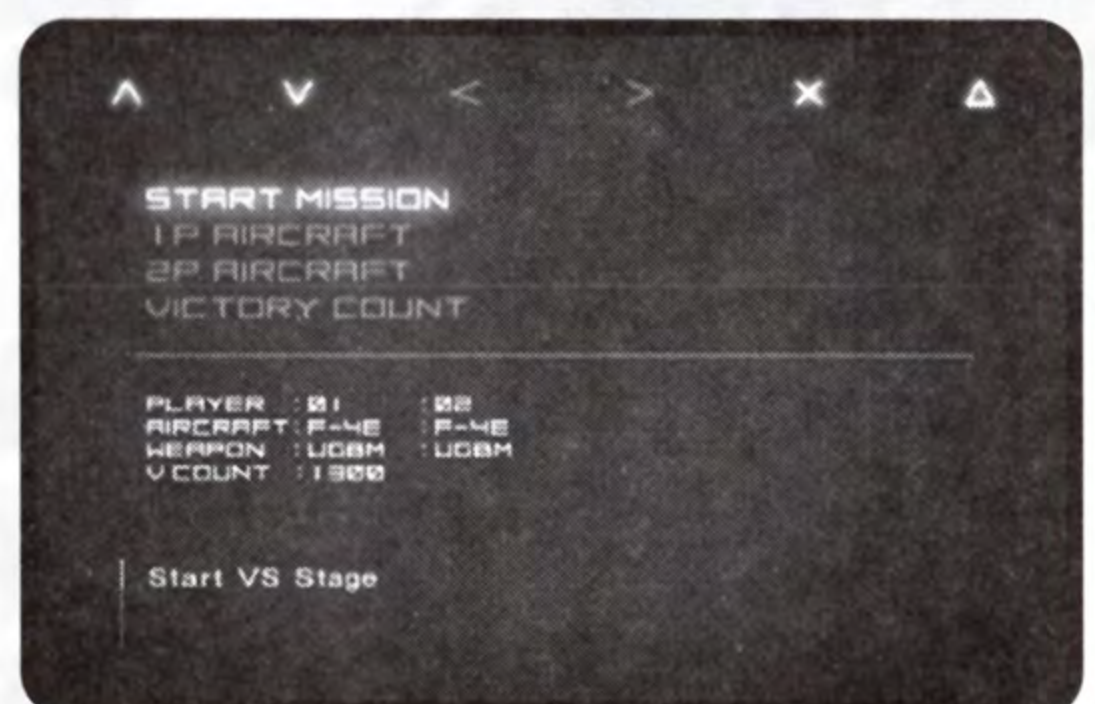 START MISSION
1P AIRCRAFT
2P AIRCRAFT
VICTORY COUNT
PLAYER :01 :02
AIRCRAFT:F-4E :F-4E
WEAPON :UGBM :UGBM
V COUNT :1300
Start VS Stage